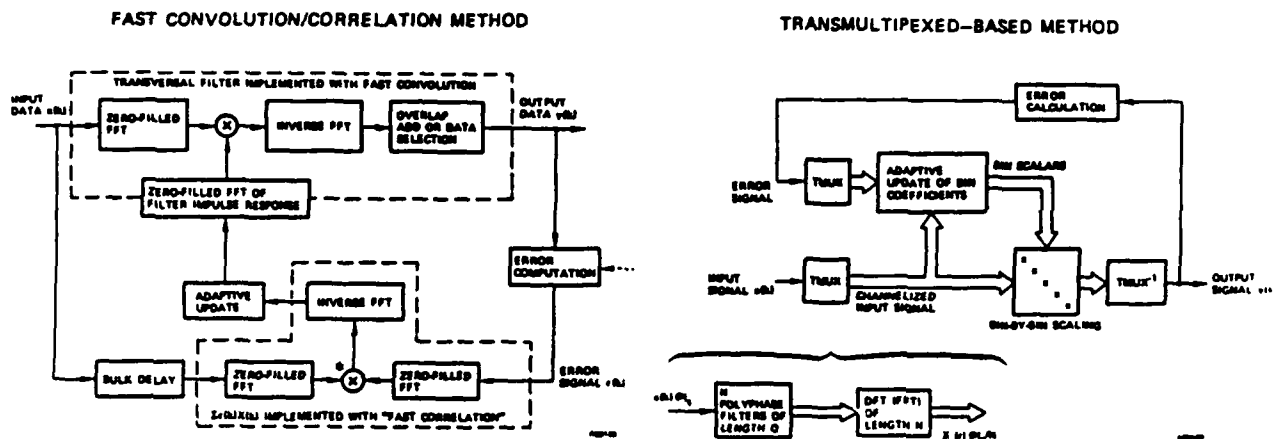 FAST CONVOLUTION/CORRELATION METHOD
TRANSVERSAL FILTER IMPLEMENTED WITH FAST CONVOLUTION
INPUT
DATA x(k)
ZERO-FILLED
FFT
X
INVERSE FFT
OVERLAP
ADD OR DATA
SELECTION
OUTPUT
DATA y(k)
ZERO-FILLED FFT OF
FILTER IMPULSE RESPONSE
ERROR
COMPUTATION
ADAPTIVE
UPDATE
INVERSE FFT
BULK DELAY
ZERO-FILLED
FFT
*
X
ZERO-FILLED
FFT
ERROR
SIGNAL e(k)
IMPLEMENTED WITH "FAST CORRELATION"
TRANSMULTIPEXED-BASED METHOD
ERROR
CALCULATION
ERROR
SIGNAL
TMUX
ADAPTIVE
UPDATE OF BIN
COEFFICIENTS
BIN SCALARS
INPUT
SIGNAL x(k)
TMUX
CHANNELIZED
INPUT SIGNAL
TMUX-1
OUTPUT
SIGNAL
BIN-BY-BIN SCALING
N
POLYPHASE
FILTERS OF
LENGTH Q
DFT (FFT)
OF
LENGTH N